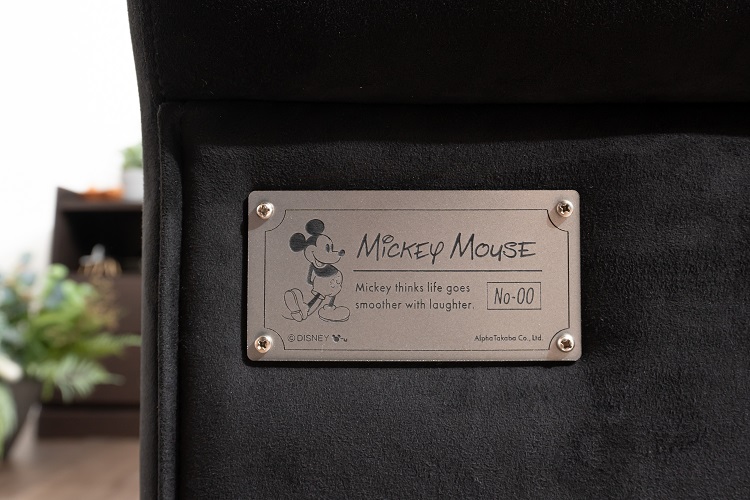 MICKEY MOUSE
Mickey thinks life goes
smoother with laughter.
No-00
© DISNEY
AlphaTakaba Co., Ltd.